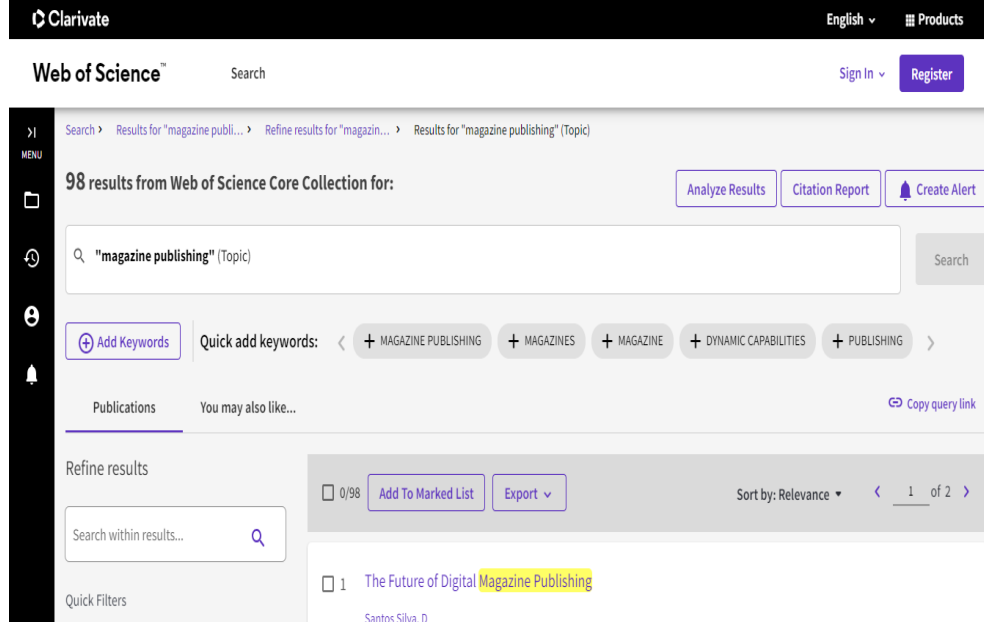 Clarivate
English
Products
Web of Science™
Search
Sign In
Register
MENU
Search > Results for "magazine publi... > Refine results for "magazin... > Results for "magazine publishing" (Topic)
98 results from Web of Science Core Collection for:
Analyze Results
Citation Report
Create Alert
"magazine publishing" (Topic)
Search
Add Keywords
Quick add keywords:
+ MAGAZINE PUBLISHING
+ MAGAZINES
+ MAGAZINE
+ DYNAMIC CAPABILITIES
+ PUBLISHING
Publications
You may also like...
Copy query link
Refine results
0/98
Add To Marked List
Export
Sort by: Relevance
1 of 2
Search within results...
1 The Future of Digital Magazine Publishing
Quick Filters
Santos Silva, D